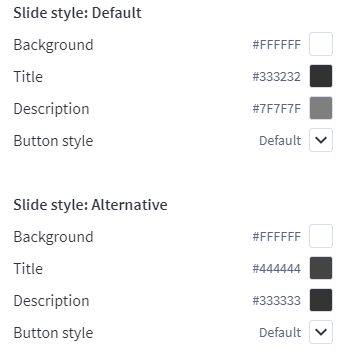 Slide style: Default
Background #FFFFFF
Title #333232
Description #7F7F7F
Button style Default
Slide style: Alternative
Background #FFFFFF
Title #444444
Description #333333
Button style Default